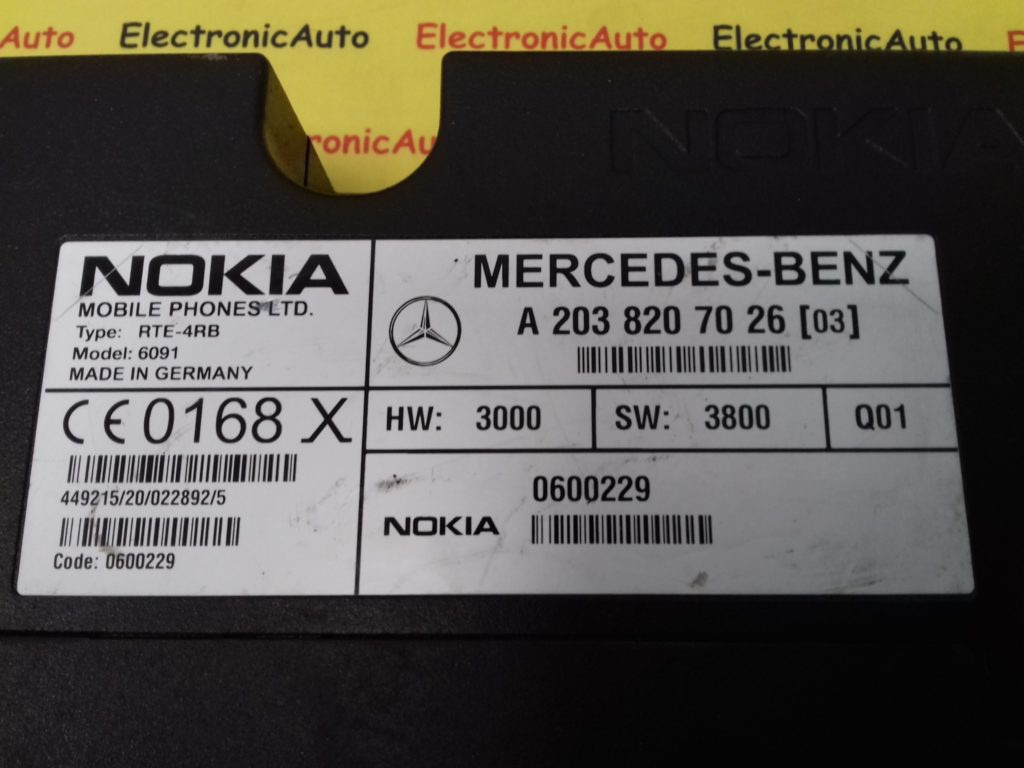 Auto ElectronicAuto ElectronicAuto ElectronicAuto
ronicAu
NOKIA
NOKIA
MOBILE PHONES LTD.
Type: RTE-4RB
Model: 6091
MADE IN GERMANY
MERCEDES-BENZ
A 203 820 70 26 [03]
CE 0168 X
449215/20/022892/5
Code: 0600229
HW: 3000
SW: 3800
Q01
0600229
NOKIA